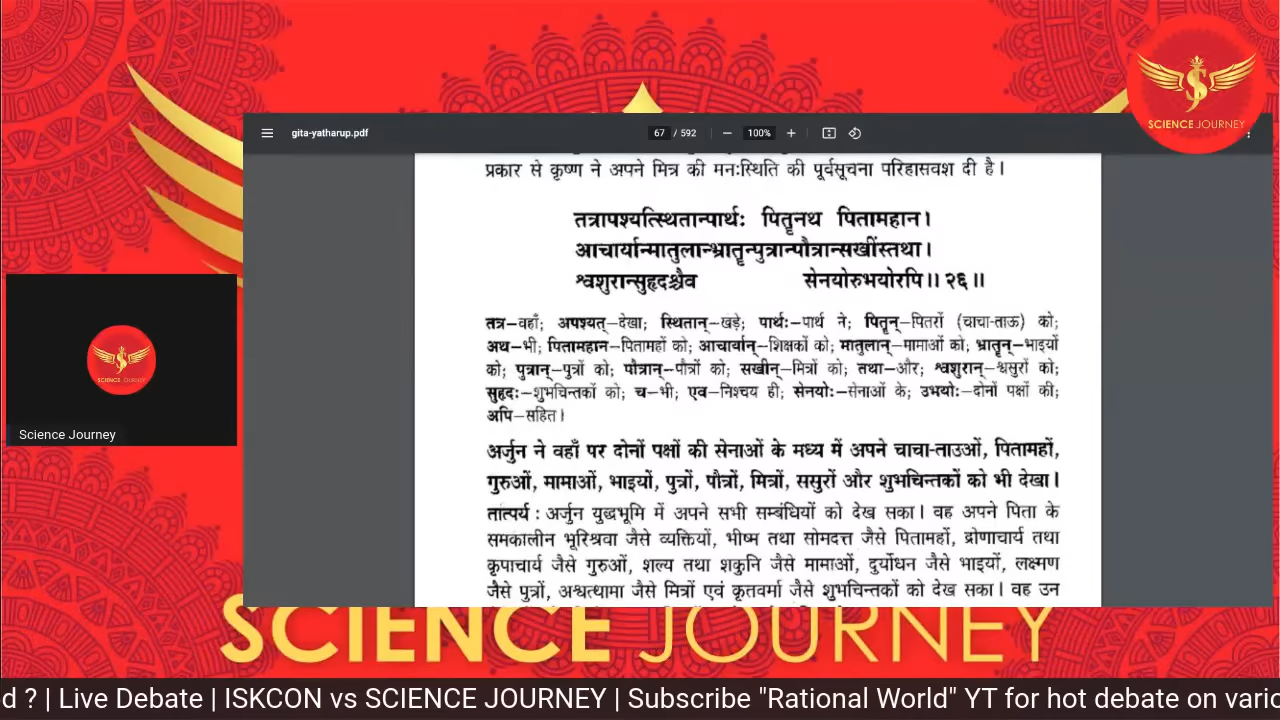 SCIENCE JOURNEY
gita-yatharup.pdf
67 / 592
100%
प्रकार से कृष्ण ने अपने मित्र की मनःस्थिति की पूर्वसूचना परिहासवश दी है।
तत्रापश्यत्स्थितान्पार्थः पितॄनथ पितामहान।
आचार्यान्मातुलान्भ्रातॄन्पुत्रान्पौत्रान्सखींस्तथा।
श्वशुरान्सुहृदश्चैव सेनयोरुभयोरपि॥ २६॥
तत्र—वहाँ; अपश्यत्—देखा; स्थितान्—खड़े; पार्थः—पार्थ ने; पितॄन्—पितरों (चाचा-ताऊ) को;
अथ—भी; पितामहान—पितामहों को; आचार्यान्—शिक्षकों को; मातुलान्—मामाओं को; भ्रातॄन्—भाइयों
को; पुत्रान्—पुत्रों को; पौत्रान्—पौत्रों को; सखीन्—मित्रों को; तथा—और; श्वशुरान्—श्वसुरों को;
सुहृदः—शुभचिन्तकों को; च—भी; एव—निश्चय ही; सेनयोः—सेनाओं के; उभयोः—दोनों पक्षों की;
अपि—सहित।
अर्जुन ने वहाँ पर दोनों पक्षों की सेनाओं के मध्य में अपने चाचा-ताउओं, पितामहों,
गुरुओं, मामाओं, भाइयों, पुत्रों, पौत्रों, मित्रों, ससुरों और शुभचिन्तकों को भी देखा।
तात्पर्य : अर्जुन युद्धभूमि में अपने सभी सम्बंधियों को देख सका। वह अपने पिता के
समकालीन भूरिश्रवा जैसे व्यक्तियों, भीष्म तथा सोमदत्त जैसे पितामहों, द्रोणाचार्य तथा
कृपाचार्य जैसे गुरुओं, शल्य तथा शकुनि जैसे मामाओं, दुर्योधन जैसे भाइयों, लक्ष्मण
जैसे पुत्रों, अश्वत्थामा जैसे मित्रों एवं कृतवर्मा जैसे शुभचिन्तकों को देख सका। वह उन
SCIENCE JOURNEY
Science Journey
SCIENCE JOURNEY
d ? | Live Debate | ISKCON vs SCIENCE JOURNEY | Subscribe "Rational World" YT for hot debate on vario